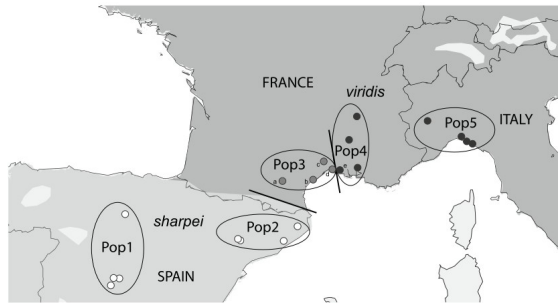 FRANCE
viridis
Pop5
ITALY
Pop4
Pop3
c
e
d
a
b
sharpei
Pop2
Pop1
SPAIN